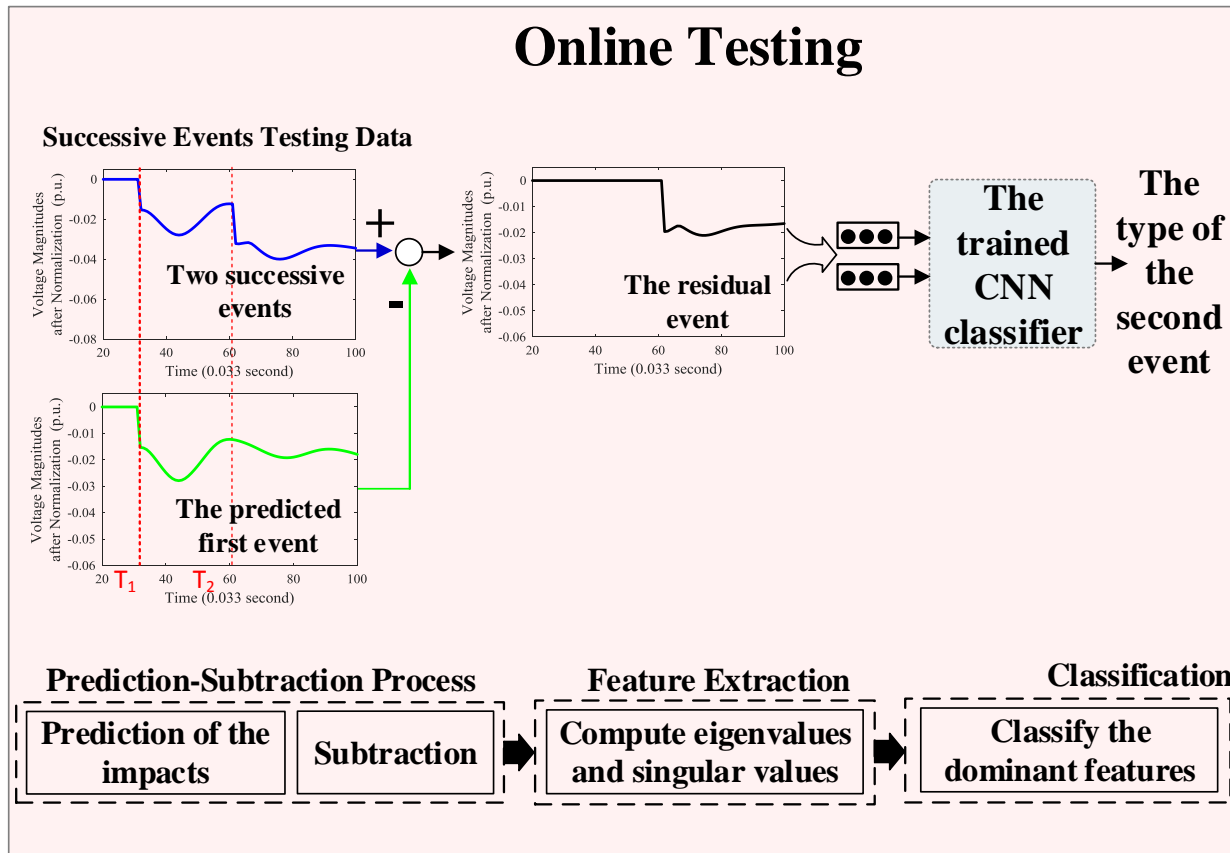 Online Testing
Successive Events Testing Data
Voltage Magnitudes
after Normalization (p.u.)
0
-0.02
-0.04
-0.06
-0.08
20
40
60
80
100
Time (0.033 second)
Two successive
events
+
-
Voltage Magnitudes
after Normalization (p.u.)
0
-0.01
-0.02
-0.03
-0.04
-0.05
-0.06
20
40
60
80
100
Time (0.033 second)
The predicted
first event
T1
T2
Voltage Magnitudes
after Normalization (p.u.)
0
-0.01
-0.02
-0.03
-0.04
-0.05
-0.06
20
40
60
80
100
Time (0.033 second)
The residual
event
The
trained
CNN
classifier
The
type of
the
second
event
Prediction-Subtraction Process
Prediction of the
impacts
Subtraction
Feature Extraction
Compute eigenvalues
and singular values
Classification
Classify the
dominant features